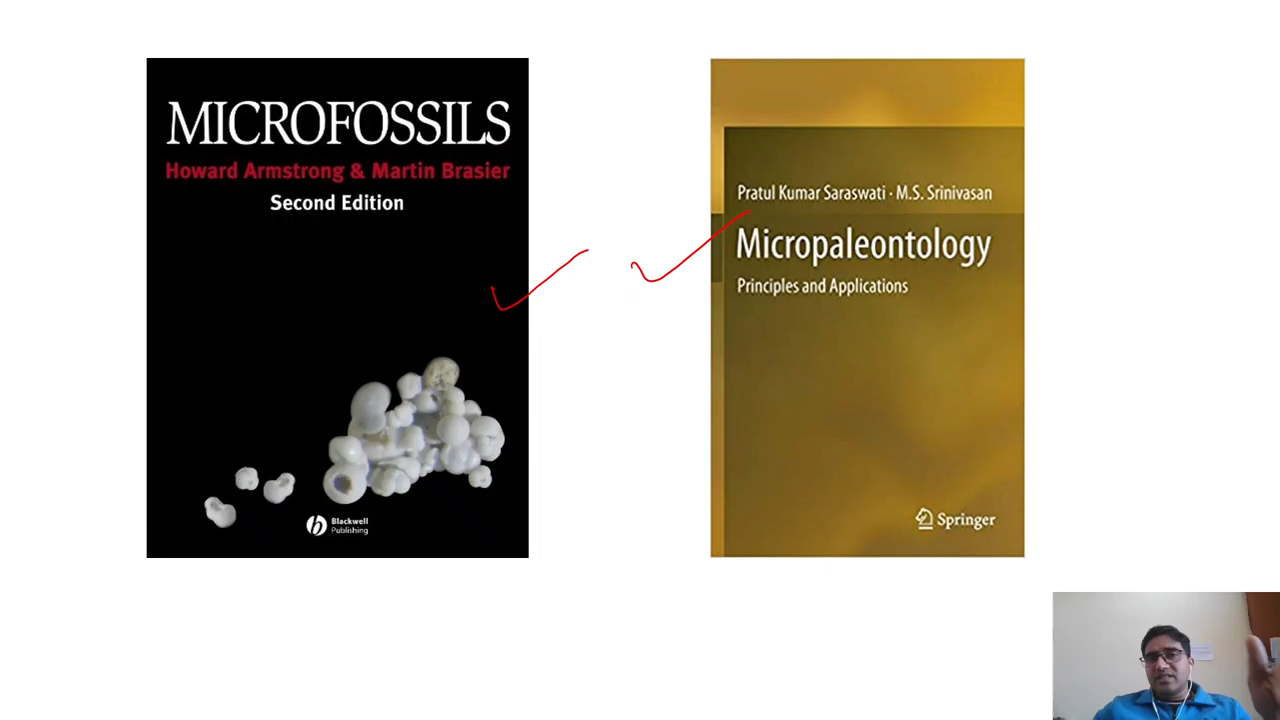 MICROFOSSILS
Howard Armstrong & Martin Brasier
Second Edition
Blackwell
Publishing
Pratul Kumar Saraswati · M.S. Srinivasan
Micropaleontology
Principles and Applications
Springer